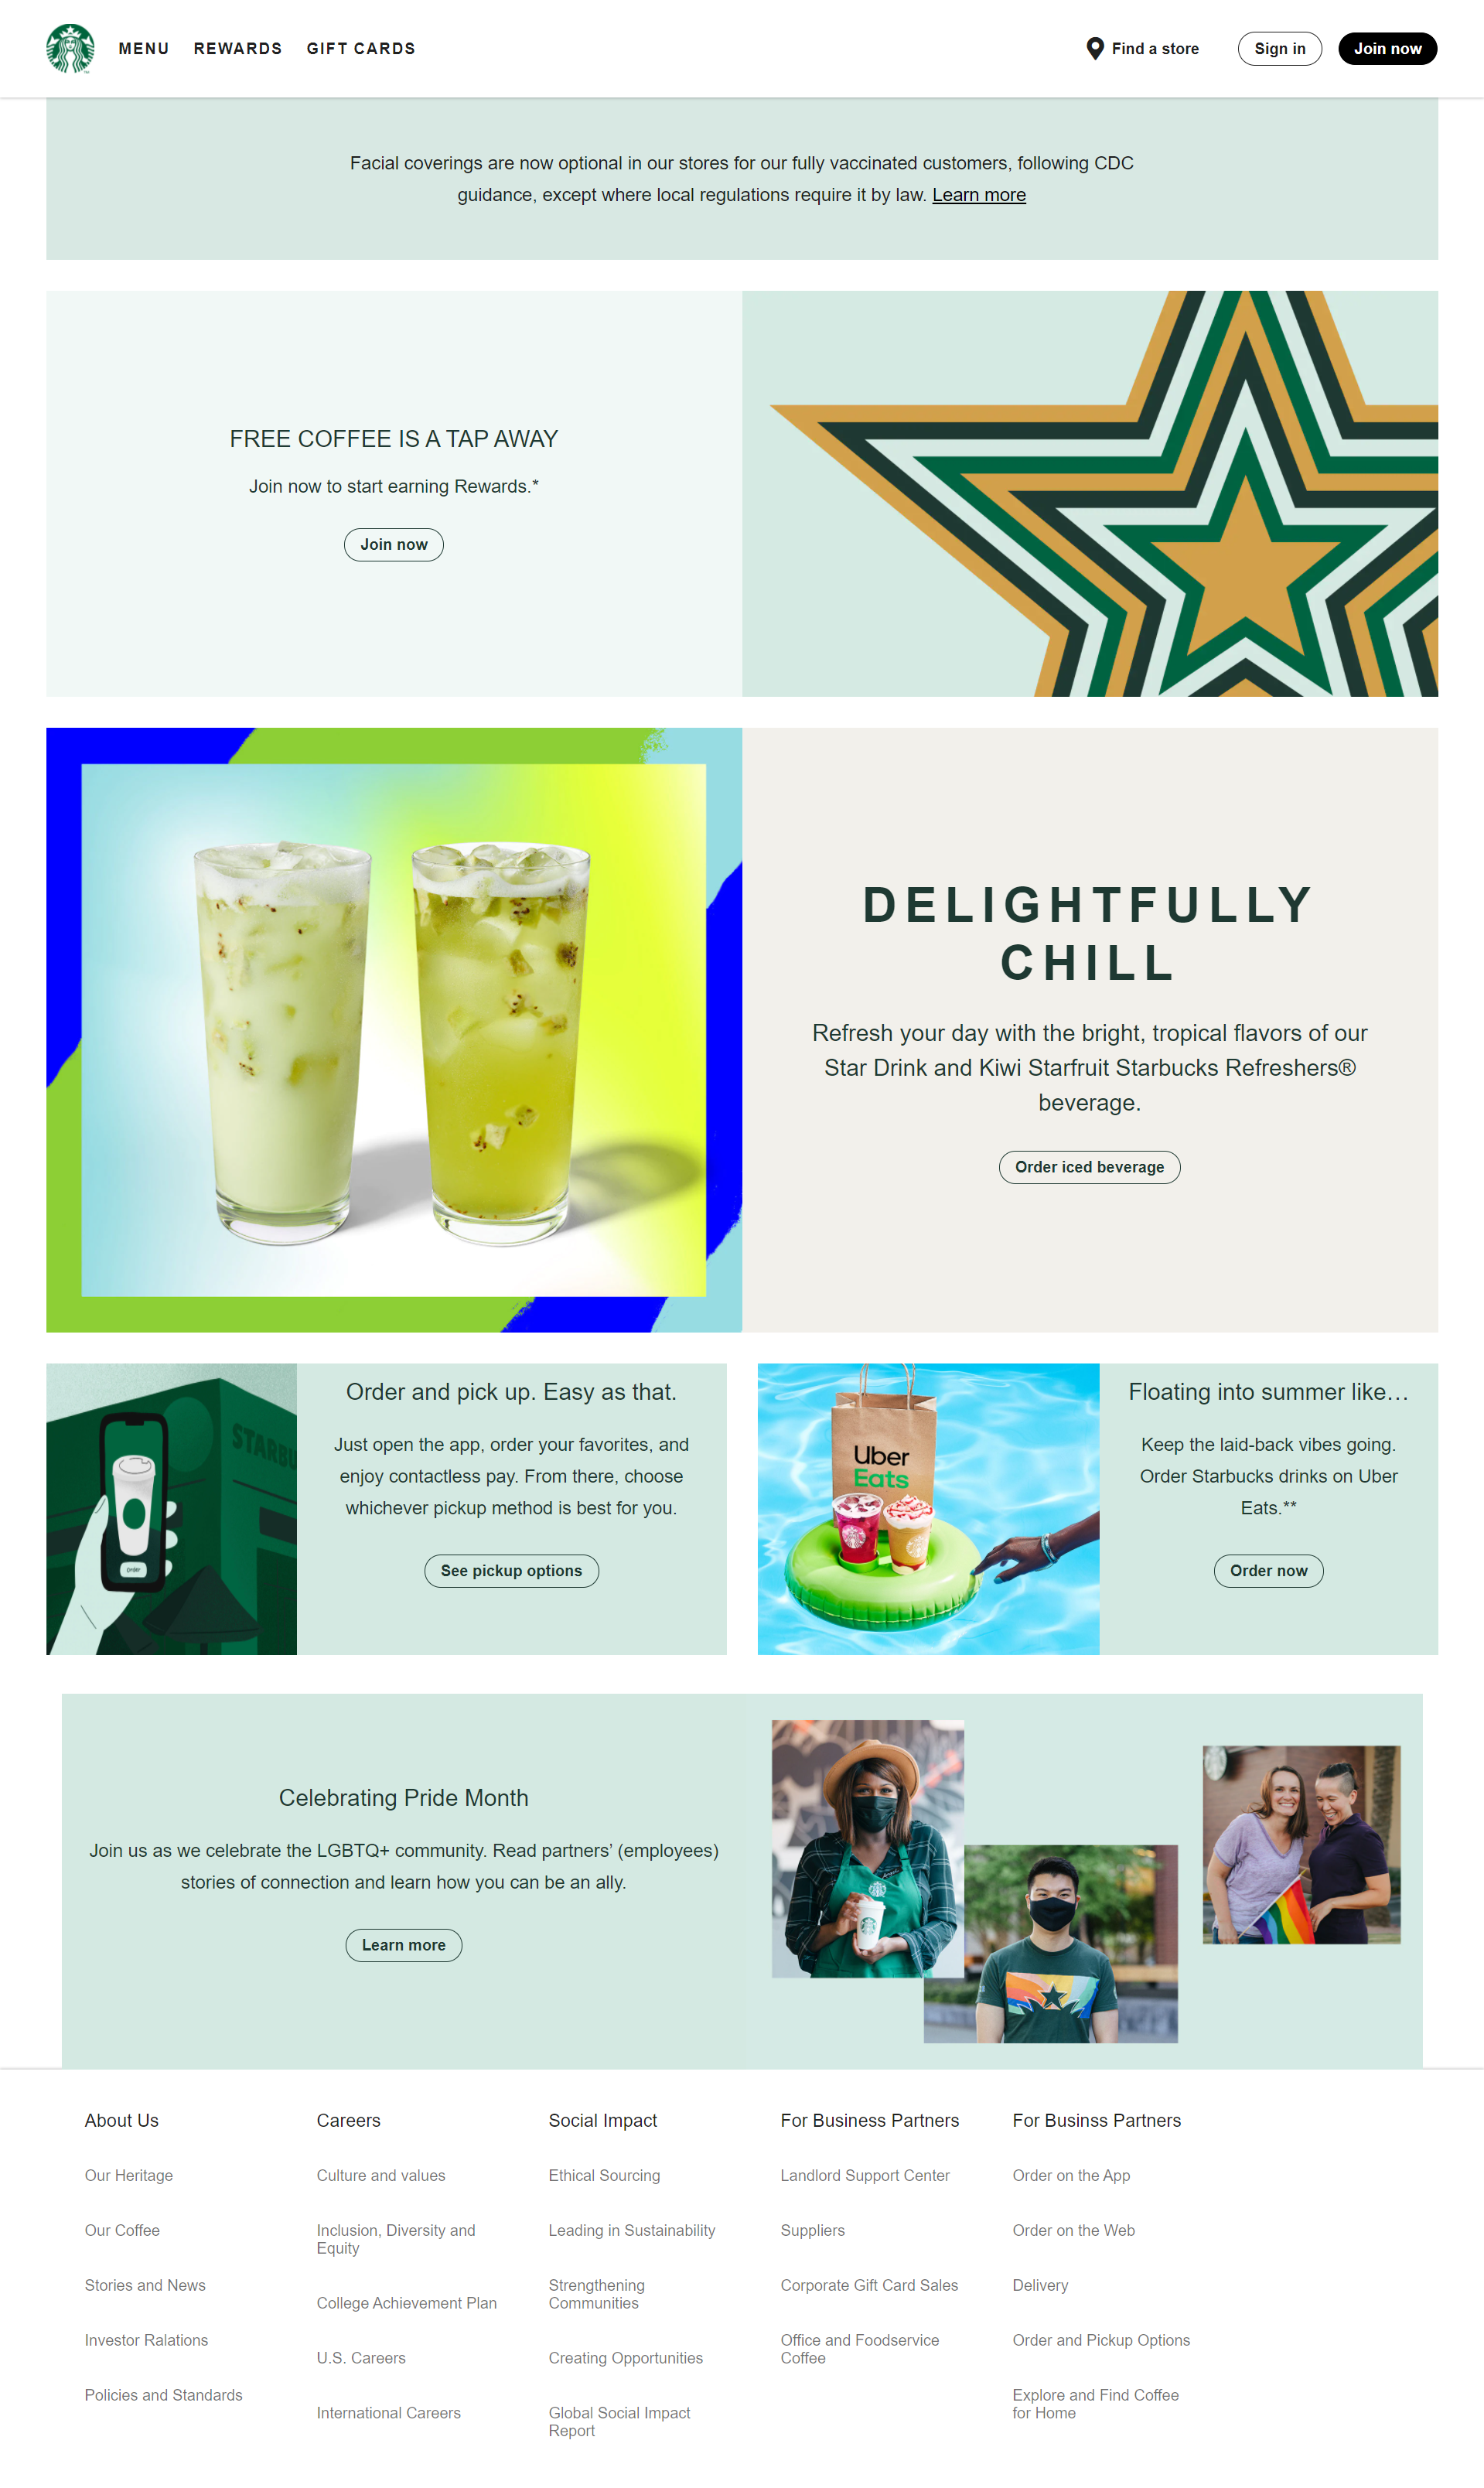 MENU REWARDS GIFT CARDS Find a store Sign in Join now
Facial coverings are now optional in our stores for our fully vaccinated customers, following CDC
guidance, except where local regulations require it by law. Learn more
FREE COFFEE IS A TAP AWAY
Join now to start earning Rewards.*
Join now
DELIGHTFULLY
CHILL
Refresh your day with the bright, tropical flavors of our
Star Drink and Kiwi Starfruit Starbucks Refreshers®
beverage.
Order iced beverage
STARBU
ORDER
Order and pick up. Easy as that.
Just open the app, order your favorites, and
enjoy contactless pay. From there, choose
whichever pickup method is best for you.
See pickup options
Uber
Eats
Floating into summer like…
Keep the laid-back vibes going.
Order Starbucks drinks on Uber
Eats.**
Order now
Celebrating Pride Month
Join us as we celebrate the LGBTQ+ community. Read partners’ (employees)
stories of connection and learn how you can be an ally.
Learn more
About Us
Our Heritage
Our Coffee
Stories and News
Investor Ralations
Policies and Standards
Careers
Culture and values
Inclusion, Diversity and
Equity
College Achievement Plan
U.S. Careers
International Careers
Social Impact
Ethical Sourcing
Leading in Sustainability
Strengthening
Communities
Creating Opportunities
Global Social Impact
Report
For Business Partners
Landlord Support Center
Suppliers
Corporate Gift Card Sales
Office and Foodservice
Coffee
For Businss Partners
Order on the App
Order on the Web
Delivery
Order and Pickup Options
Explore and Find Coffee
for Home